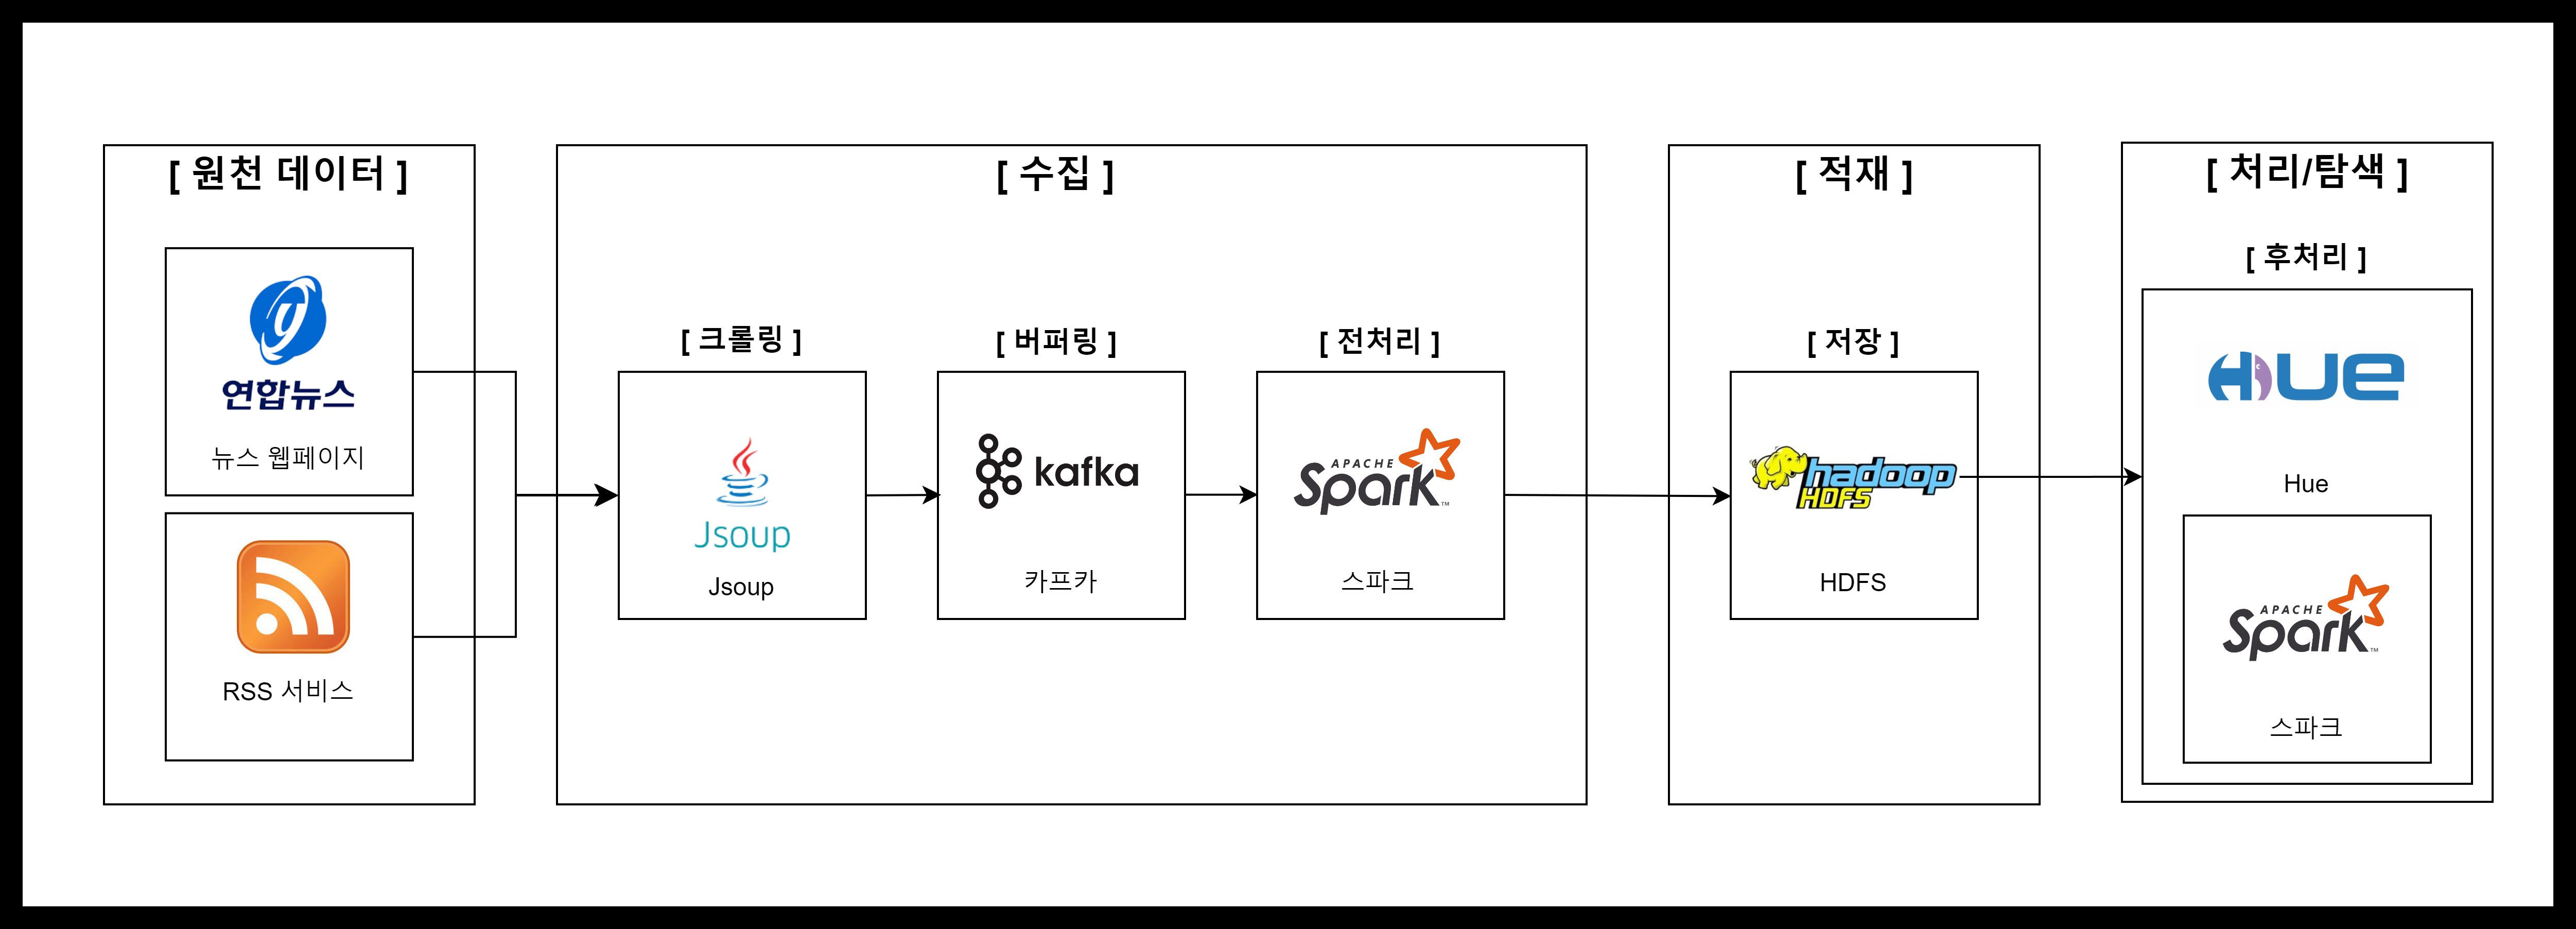 [ 원천 데이터 ]
연합뉴스
뉴스 웹페이지
RSS 서비스
[ 수집 ]
[ 크롤링 ]
Jsoup
Jsoup
[ 버퍼링 ]
kafka
카프카
[ 전처리 ]
APACHE
Spark™
스파크
[ 적재 ]
[ 저장 ]
hadoop
HDFS
HDFS
[ 처리/탐색 ]
[ 후처리 ]
HUE
Hue
APACHE
Spark™
스파크